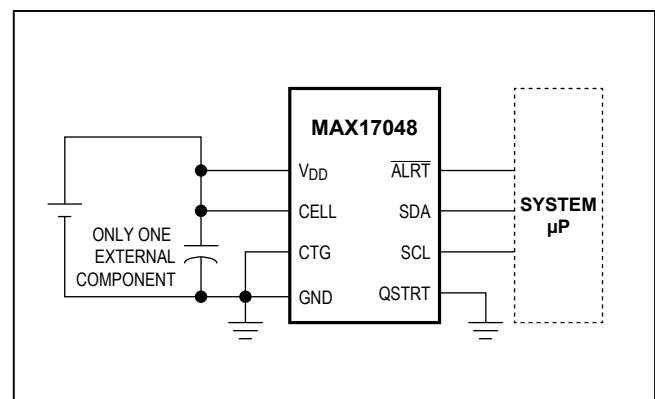 MAX17048
VDD
CELL
CTG
GND
ALRT
SDA
SCL
QSTRT
ONLY ONE
EXTERNAL
COMPONENT
SYSTEM
µP